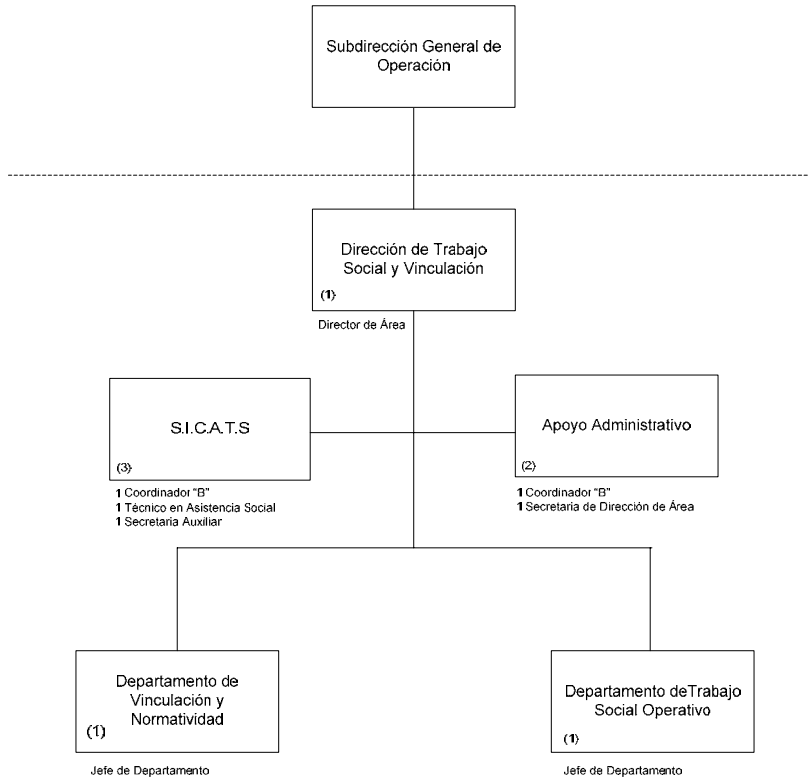 Subdirección General de
Operación
Dirección de Trabajo
Social y Vinculación
(1)
Director de Área
S.I.C.A.T.S
(3)
1 Coordinador "B"
1 Técnico en Asistencia Social
1 Secretaria Auxiliar
Apoyo Administrativo
(2)
1 Coordinador "B"
1 Secretaria de Dirección de Área
Departamento de
Vinculación y
Normatividad
(1)
Jefe de Departamento
Departamento deTrabajo
Social Operativo
(1)
Jefe de Departamento